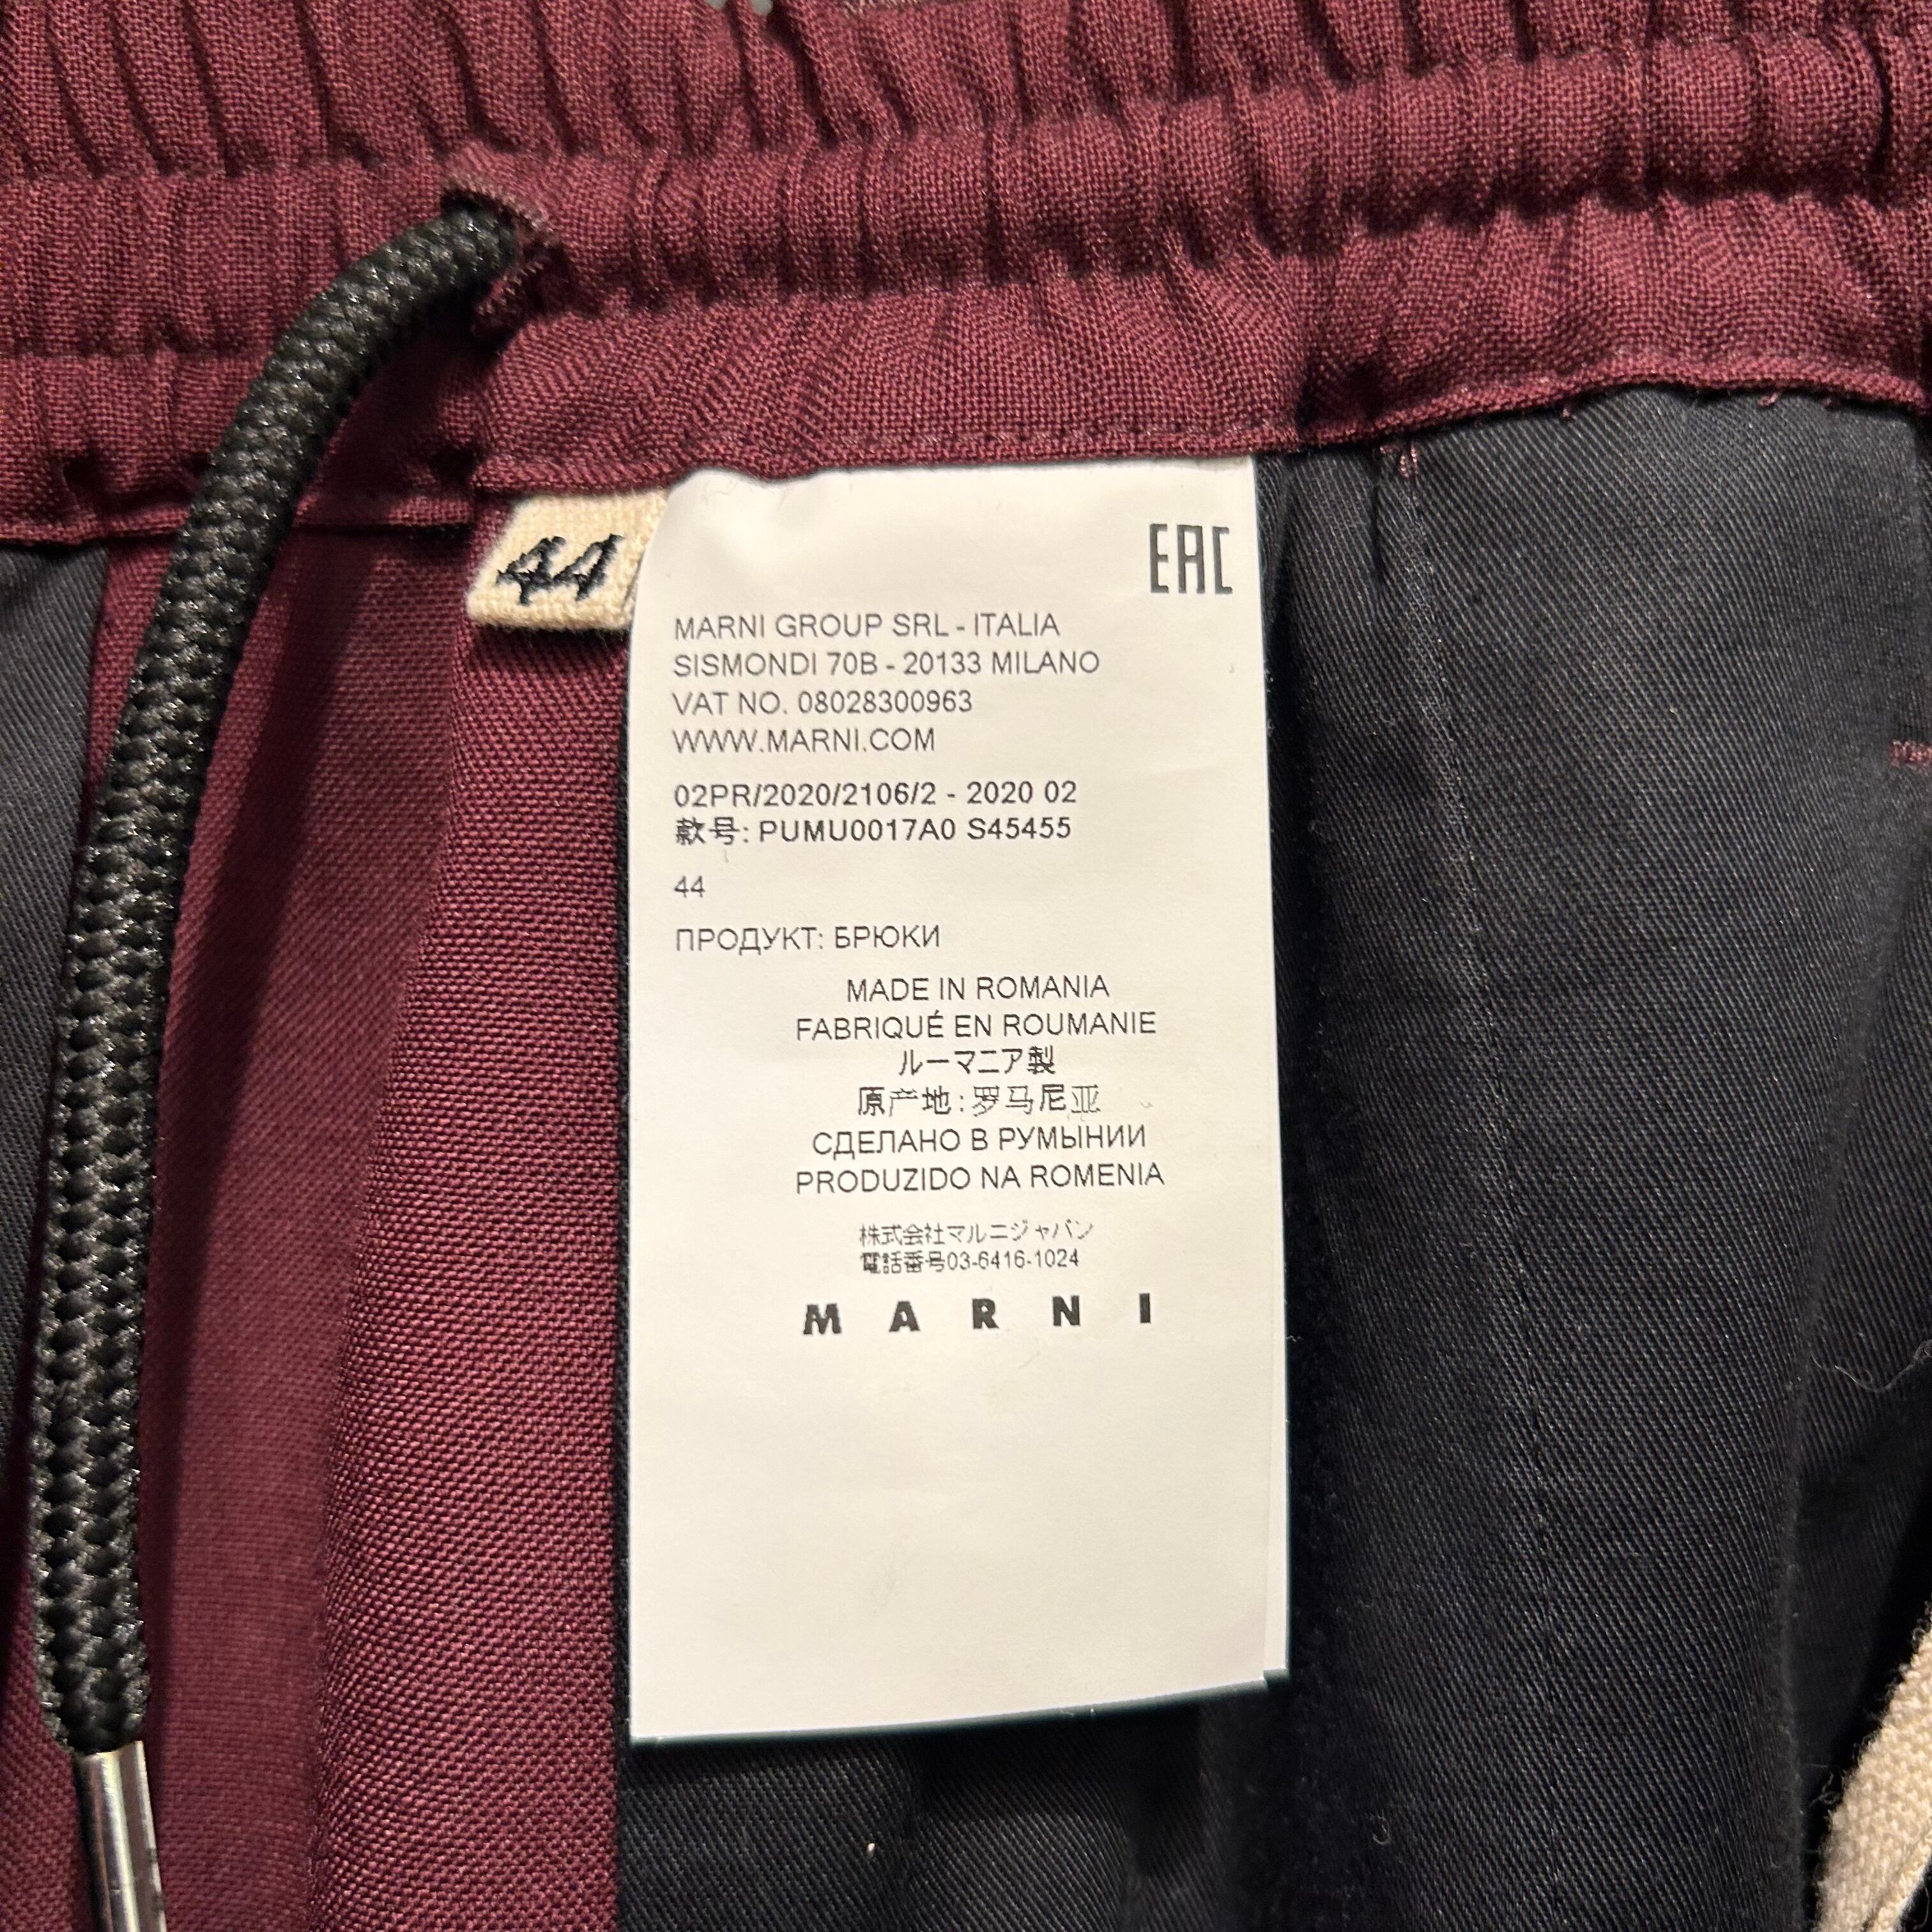 44
EAC
MARNI GROUP SRL - ITALIA
SISMONDI 70B - 20133 MILANO
VAT NO. 08028300963
WWW.MARNI.COM
02PR/2020/2106/2 - 2020 02
款号: PUMU0017A0 S45455
44
ПРОДУКТ: БРЮКИ
MADE IN ROMANIA
FABRIQUÉ EN ROUMANIE
ルーマニア製
原产地:罗马尼亚
СДЕЛАНО В РУМЫНИИ
PRODUZIDO NA ROMENIA
株式会社マルニジャパン
電話番号03-6416-1024
MARNI